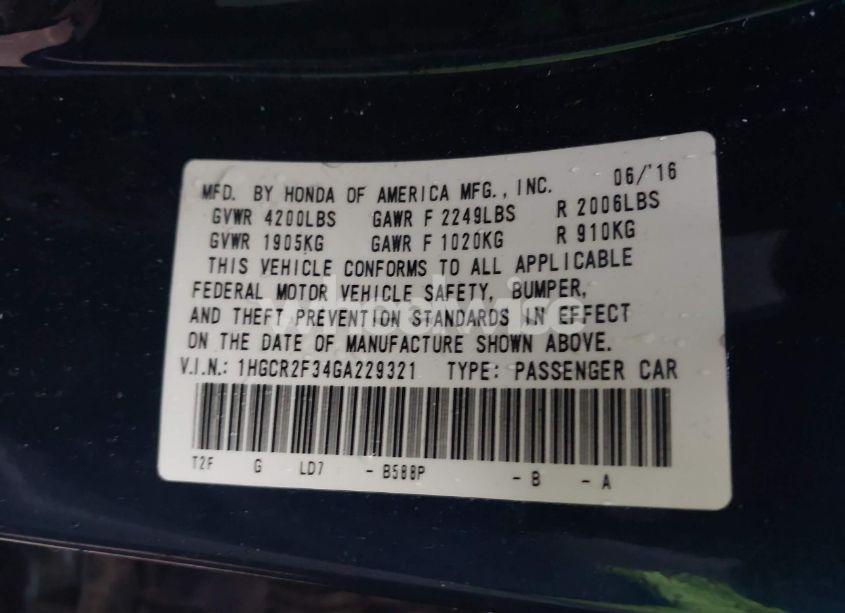 MFD. BY HONDA OF AMERICA MFG., INC. 06/'16
GVWR 4200LBS GAWR F 2249LBS R 2006LBS
GVWR 1905KG GAWR F 1020KG R 910KG
THIS VEHICLE CONFORMS TO ALL APPLICABLE
FEDERAL MOTOR VEHICLE SAFETY, BUMPER,
AND THEFT PREVENTION STANDARDS IN EFFECT
ON THE DATE OF MANUFACTURE SHOWN ABOVE.
V.I.N.: 1HGCR2F34GA229321 TYPE: PASSENGER CAR
T2F G LD7 - B588P - B - A